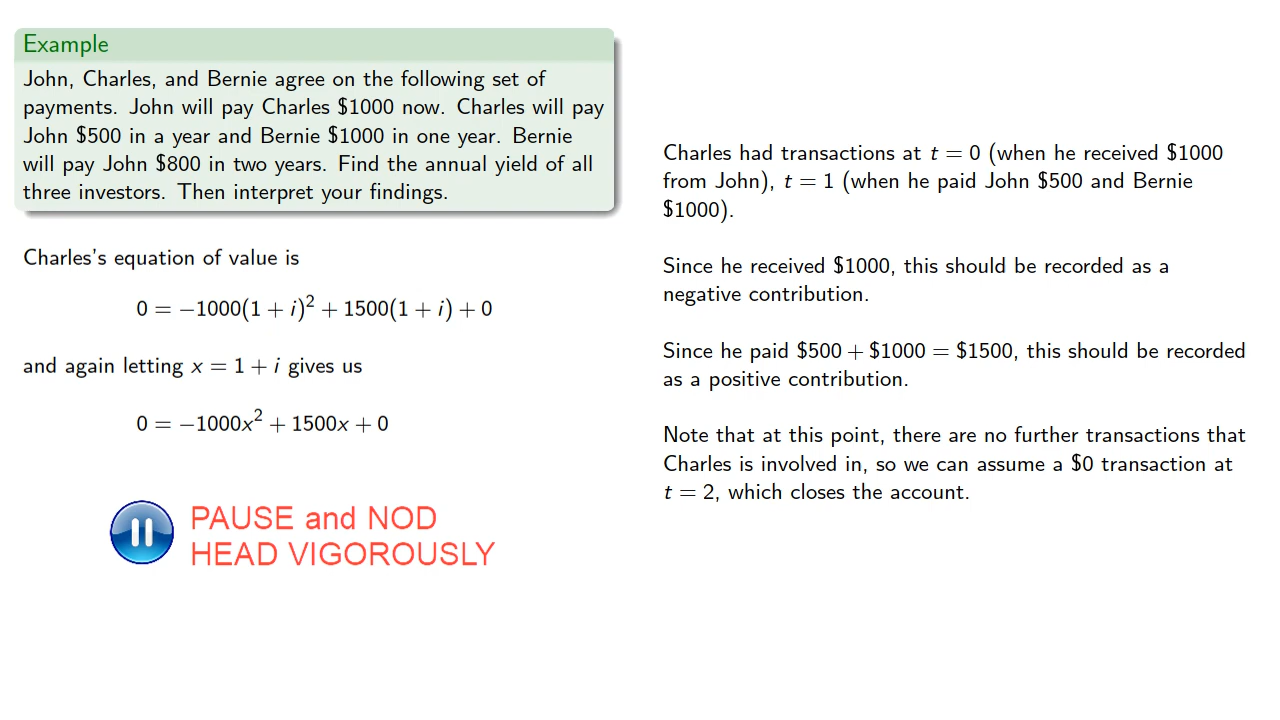 Example
John, Charles, and Bernie agree on the following set of
payments. John will pay Charles $1000 now. Charles will pay
John $500 in a year and Bernie $1000 in one year. Bernie
will pay John $800 in two years. Find the annual yield of all
three investors. Then interpret your findings.
Charles's equation of value is
0 = −1000(1 + i)² + 1500(1 + i) + 0
and again letting x = 1 + i gives us
0 = −1000x² + 1500x + 0
PAUSE and NOD
HEAD VIGOROUSLY
Charles had transactions at t = 0 (when he received $1000
from John), t = 1 (when he paid John $500 and Bernie
$1000).
Since he received $1000, this should be recorded as a
negative contribution.
Since he paid $500 + $1000 = $1500, this should be recorded
as a positive contribution.
Note that at this point, there are no further transactions that
Charles is involved in, so we can assume a $0 transaction at
t = 2, which closes the account.